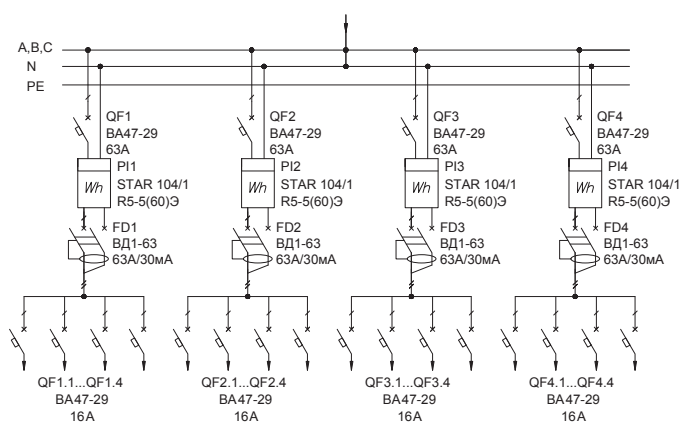 A,B,C
N
PE
QF1
ВА47-29
63А
PI1
Wh
STAR 104/1
R5-5(60)Э
FD1
ВД1-63
63А/30мА
QF1.1...QF1.4
ВА47-29
16А
QF2
ВА47-29
63А
PI2
Wh
STAR 104/1
R5-5(60)Э
FD2
ВД1-63
63А/30мА
QF2.1...QF2.4
ВА47-29
16А
QF3
ВА47-29
63А
PI3
Wh
STAR 104/1
R5-5(60)Э
FD3
ВД1-63
63А/30мА
QF3.1...QF3.4
ВА47-29
16А
QF4
ВА47-29
63А
PI4
Wh
STAR 104/1
R5-5(60)Э
FD4
ВД1-63
63А/30мА
QF4.1...QF4.4
ВА47-29
16А